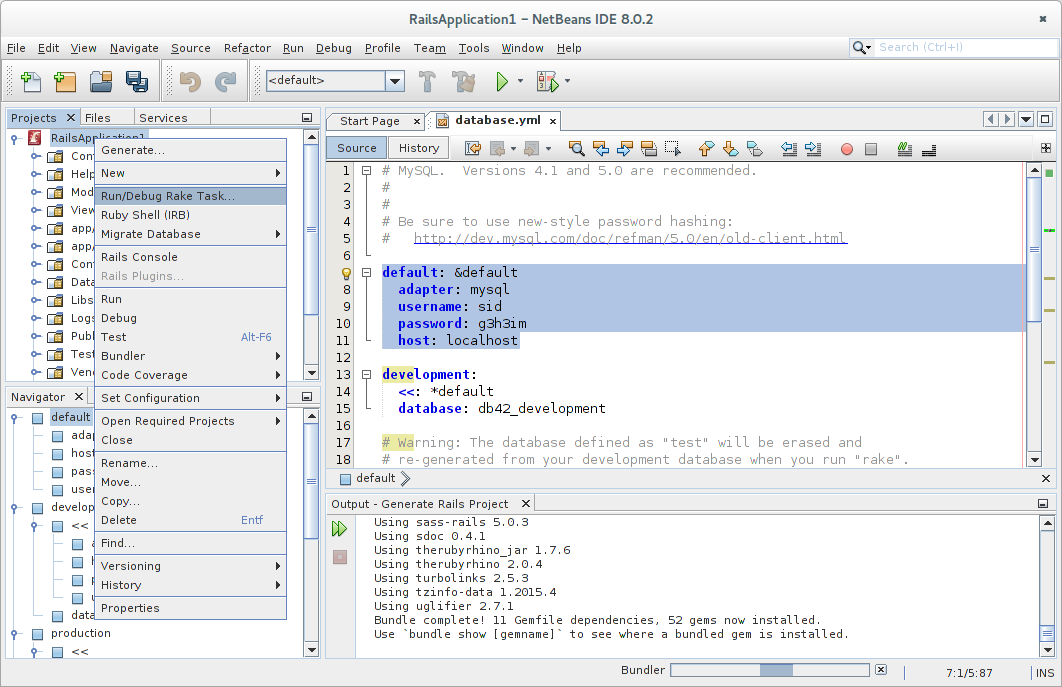 RailsApplication1 – NetBeans IDE 8.0.2
File Edit View Navigate Source Refactor Run Debug Profile Team Tools Window Help
Search (Ctrl+I)
<default>
Projects Files Services
RailsApplication1
Generate...
New
Run/Debug Rake Task...
Ruby Shell (IRB)
Migrate Database
Rails Console
Rails Plugins...
Run
Debug
Test Alt-F6
Bundler
Code Coverage
Set Configuration
Open Required Projects
Close
Rename...
Move...
Copy...
Delete Entf
Find...
Versioning
History
Properties
Help
View
app/
app/
Data
Libs
Logs
Test
Navigator
default
host
<<
production
<<
Start Page database.yml
Source History
1 # MySQL. Versions 4.1 and 5.0 are recommended.
2 #
3 #
4 # Be sure to use new-style password hashing:
5 # http://dev.mysql.com/doc/refman/5.0/en/old-client.html
6
default: &default
8 adapter: mysql
9 username: sid
10 password: g3h3im
11 host: localhost
12
13 development:
14 <<: *default
15 database: db42_development
16
17 # Warning: The database defined as "test" will be erased and
18 # re-generated from your development database when you run "rake".
default
Output - Generate Rails Project
Using sass-rails 5.0.3
Using sdoc 0.4.1
Using therubyrhino_jar 1.7.6
Using therubyrhino 2.0.4
Using turbolinks 2.5.3
Using tzinfo-data 1.2015.4
Using uglifier 2.7.1
Bundle complete! 11 Gemfile dependencies, 52 gems now installed.
Use `bundle show [gemname]` to see where a bundled gem is installed.
Bundler
7:1/5:87 INS